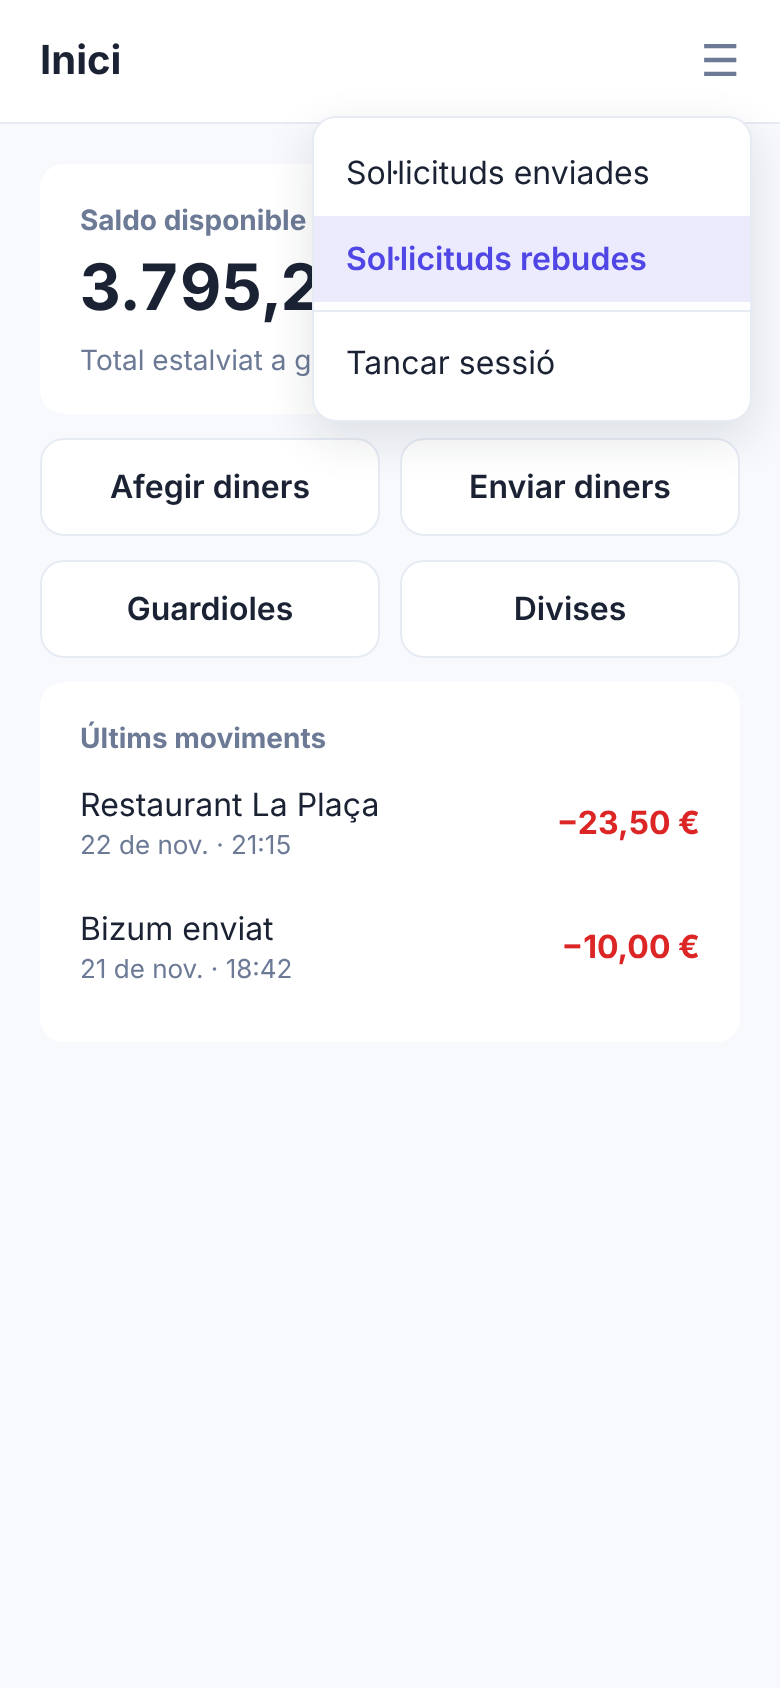 Inici
Sol·licituds enviades
Sol·licituds rebudes
Tancar sessió
Saldo disponible
3.795,2
Total estalviat a g
Afegir diners
Enviar diners
Guardioles
Divises
Últims moviments
Restaurant La Plaça
22 de nov. · 21:15
−23,50 €
Bizum enviat
21 de nov. · 18:42
−10,00 €